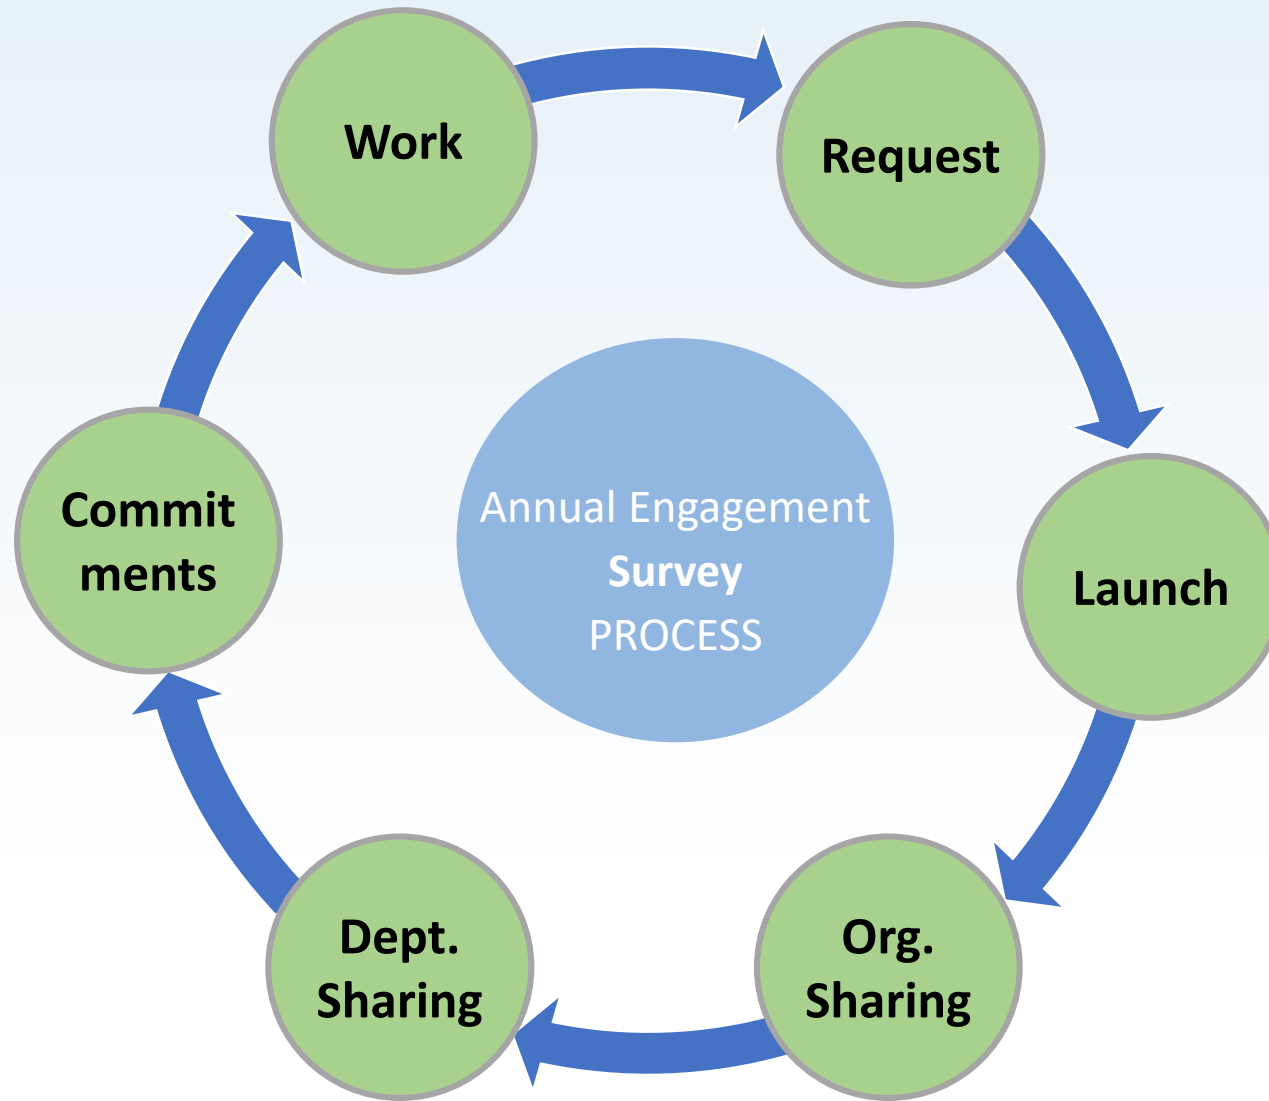 Work
Request
Launch
Org.
Sharing
Dept.
Sharing
Commit
ments
Annual Engagement
Survey
PROCESS